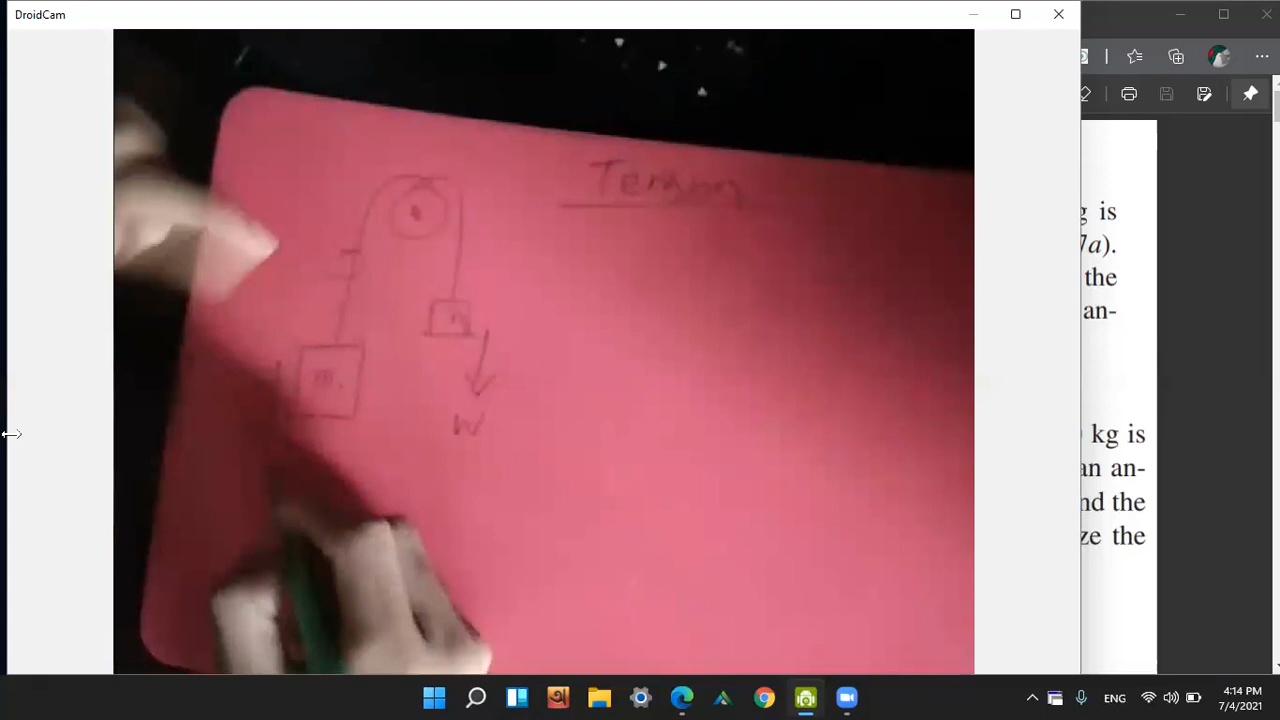 DroidCam
Tension
m
W
g is
7a).
the
an-
kg is
an an-
nd the
ze the
ENG
4:14 PM
7/4/2021